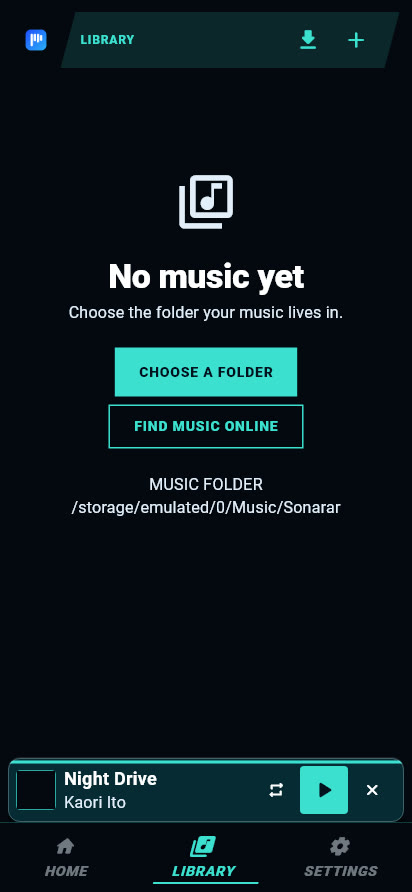 LIBRARY
No music yet
Choose the folder your music lives in.
CHOOSE A FOLDER
FIND MUSIC ONLINE
MUSIC FOLDER
/storage/emulated/0/Music/Sonarar
Night Drive
Kaori Ito
HOME
LIBRARY
SETTINGS